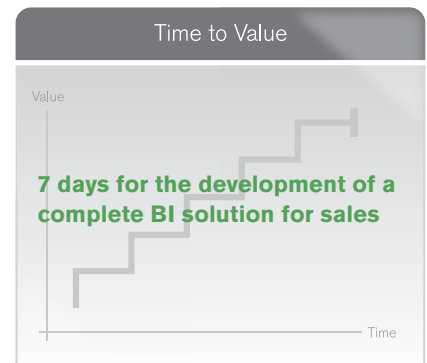 Time to Value
Value
7 days for the development of a
complete BI solution for sales
Time